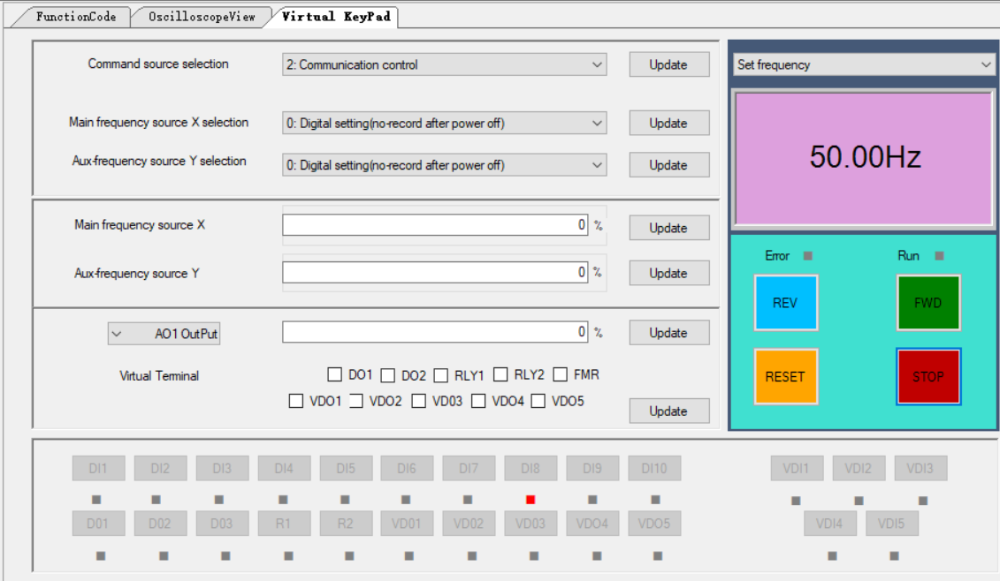 FunctionCode OscilloscopeView Virtual KeyPad
Command source selection 2: Communication control Update
Main frequency source X selection 0: Digital setting(no-record after power off) Update
Aux-frequency source Y selection 0: Digital setting(no-record after power off) Update
Main frequency source X 0 % Update
Aux-frequency source Y 0 % Update
AO1 OutPut 0 % Update
Virtual Terminal DO1 DO2 RLY1 RLY2 FMR
VDO1 VDO2 VD03 VDO4 VDO5 Update
Set frequency
50.00Hz
Error Run
REV FWD
RESET STOP
DI1 DI2 DI3 DI4 DI5 DI6 DI7 DI8 DI9 DI10 VDI1 VDI2 VDI3
D01 D02 D03 R1 R2 VD01 VD02 VD03 VDO4 VDO5 VDI4 VDI5